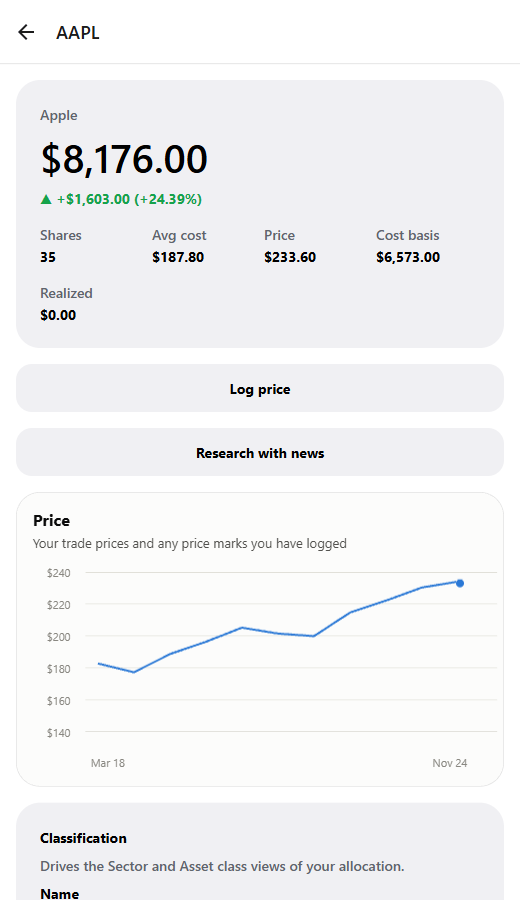 AAPL
Apple
$8,176.00
▲ +$1,603.00 (+24.39%)
Shares Avg cost Price Cost basis
35 $187.80 $233.60 $6,573.00
Realized
$0.00
Log price
Research with news
Price
Your trade prices and any price marks you have logged
$240
$220
$200
$180
$160
$140
Mar 18 Nov 24
Classification
Drives the Sector and Asset class views of your allocation.
Name